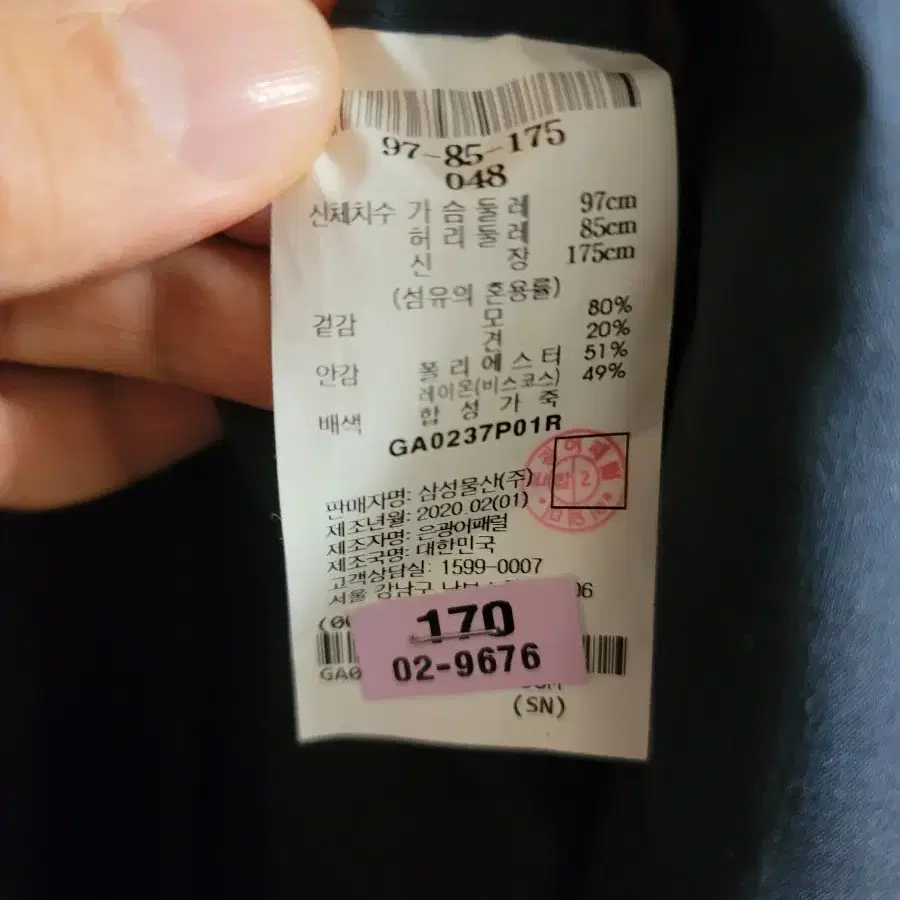 97-85-175
048
신체치수 가슴둘레 97cm
허리둘레 85cm
신장 175cm
(섬유의 혼용률)
겉감 모 80%
견 20%
안감 폴리에스터 51%
레이온(비스코스) 49%
배색 합성가죽
GA0237P01R
판매자명: 삼성물산(주)
제조년월: 2020.02(01)
제조자명: 은광어패럴
제조국명: 대한민국
고객상담실: 1599-0007
서울 강남구
170
02-9676
(SN)